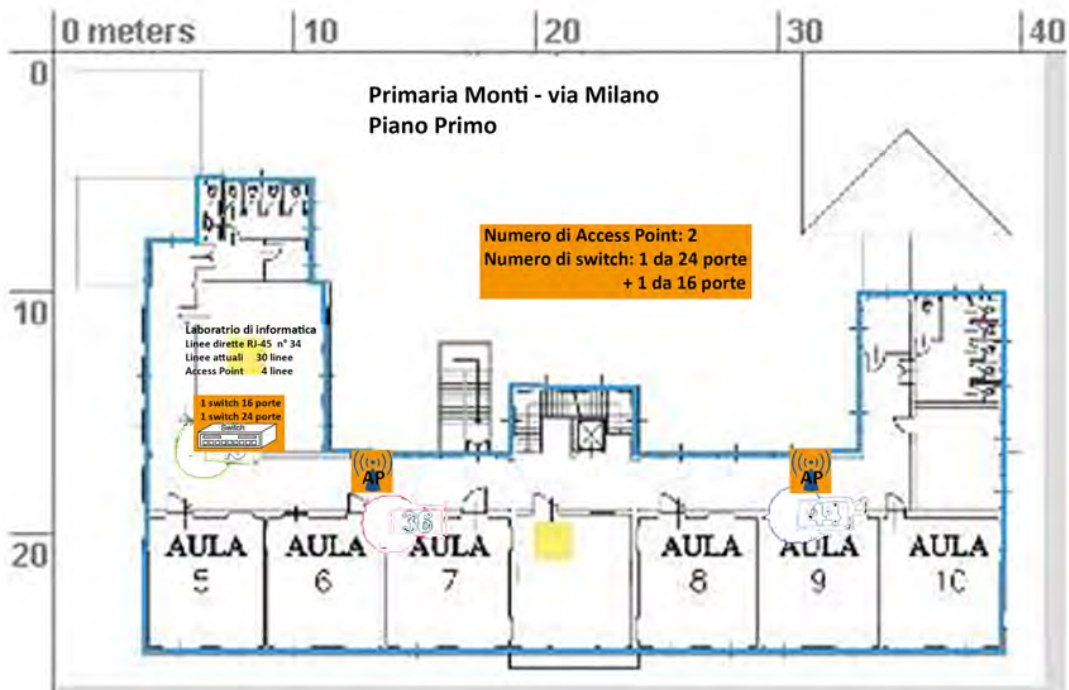 0 meters 10 20 30 40
0
Primaria Monti - via Milano
Piano Primo
Numero di Access Point: 2
Numero di switch: 1 da 24 porte
+ 1 da 16 porte
10
Laboratrio di informatica
Linee dirette RJ-45 n° 34
Linee attuali 30 linee
Access Point 4 linee
1 switch 16 porte
1 switch 24 porte
Switch
AP
AP
36
20
AULA
5
AULA
6
AULA
7
AULA
8
AULA
9
AULA
10